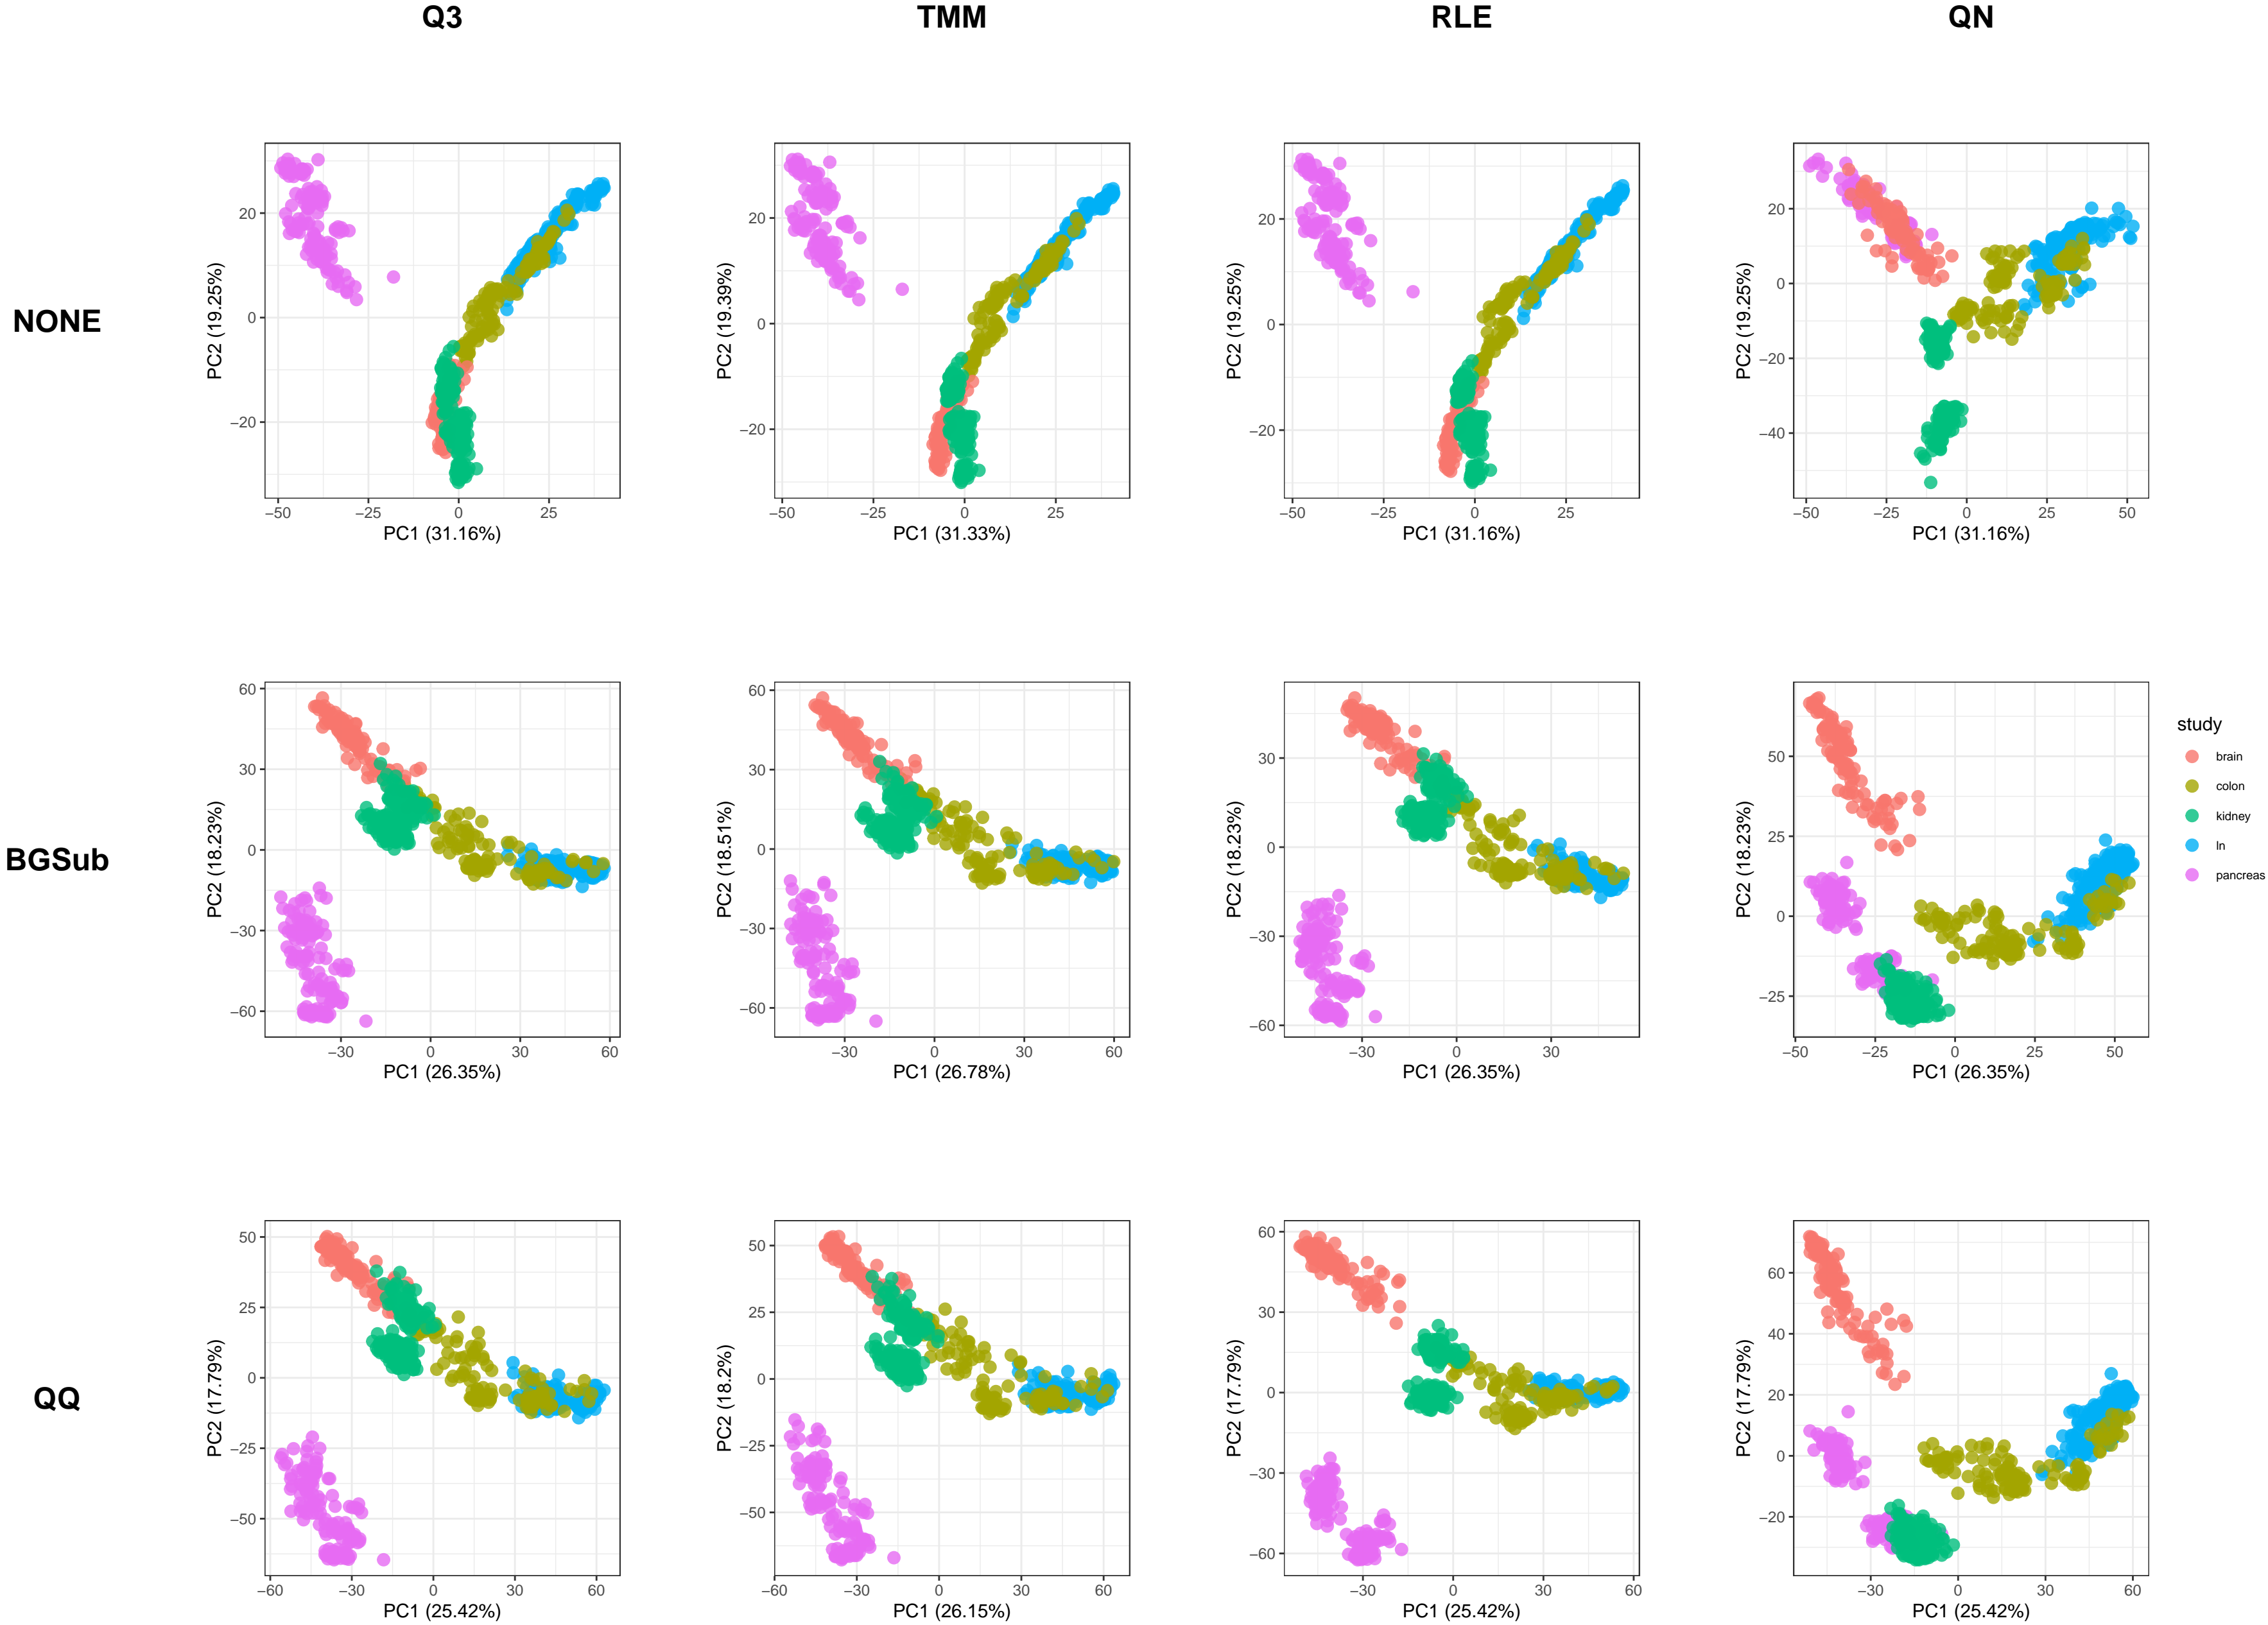 Q3 TMM RLE QN
NONE
PC2 (19.25%)
20
0
−20
−50 −25 0 25
PC1 (31.16%)
PC2 (19.39%)
20
0
−20
−50 −25 0 25
PC1 (31.33%)
PC2 (19.25%)
20
0
−20
−50 −25 0 25
PC1 (31.16%)
PC2 (19.25%)
20
0
−20
−40
−50 −25 0 25 50
PC1 (31.16%)
BGSub
PC2 (18.23%)
60
30
0
−30
−60
−30 0 30 60
PC1 (26.35%)
PC2 (18.51%)
60
30
0
−30
−60
−30 0 30 60
PC1 (26.78%)
PC2 (18.23%)
30
0
−30
−60
−30 0 30
PC1 (26.35%)
PC2 (18.23%)
50
25
0
−25
−50 −25 0 25 50
PC1 (26.35%)
study
brain
colon
kidney
ln
pancreas
QQ
PC2 (17.79%)
50
25
0
−25
−50
−60 −30 0 30 60
PC1 (25.42%)
PC2 (18.2%)
50
25
0
−25
−50
−60 −30 0 30 60
PC1 (26.15%)
PC2 (17.79%)
60
30
0
−30
−60
−30 0 30 60
PC1 (25.42%)
PC2 (17.79%)
60
40
20
0
−20
−30 0 30 60
PC1 (25.42%)